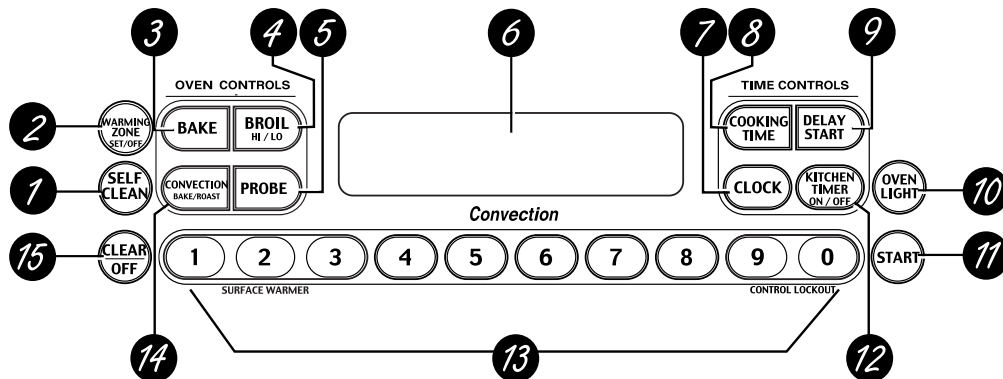 3 4 5 6 7 8 9
OVEN CONTROLS
TIME CONTROLS
2
WARMING
ZONE
SET/OFF
BAKE
BROIL
HI / LO
COOKING
TIME
DELAY
START
1
SELF
CLEAN
CONVECTION
BAKE/ROAST
PROBE
CLOCK
KITCHEN
TIMER
ON / OFF
OVEN
LIGHT
10
Convection
15
CLEAR
OFF
1 2 3 4 5 6 7 8 9 0
START
11
SURFACE WARMER
CONTROL LOCKOUT
14 13 12